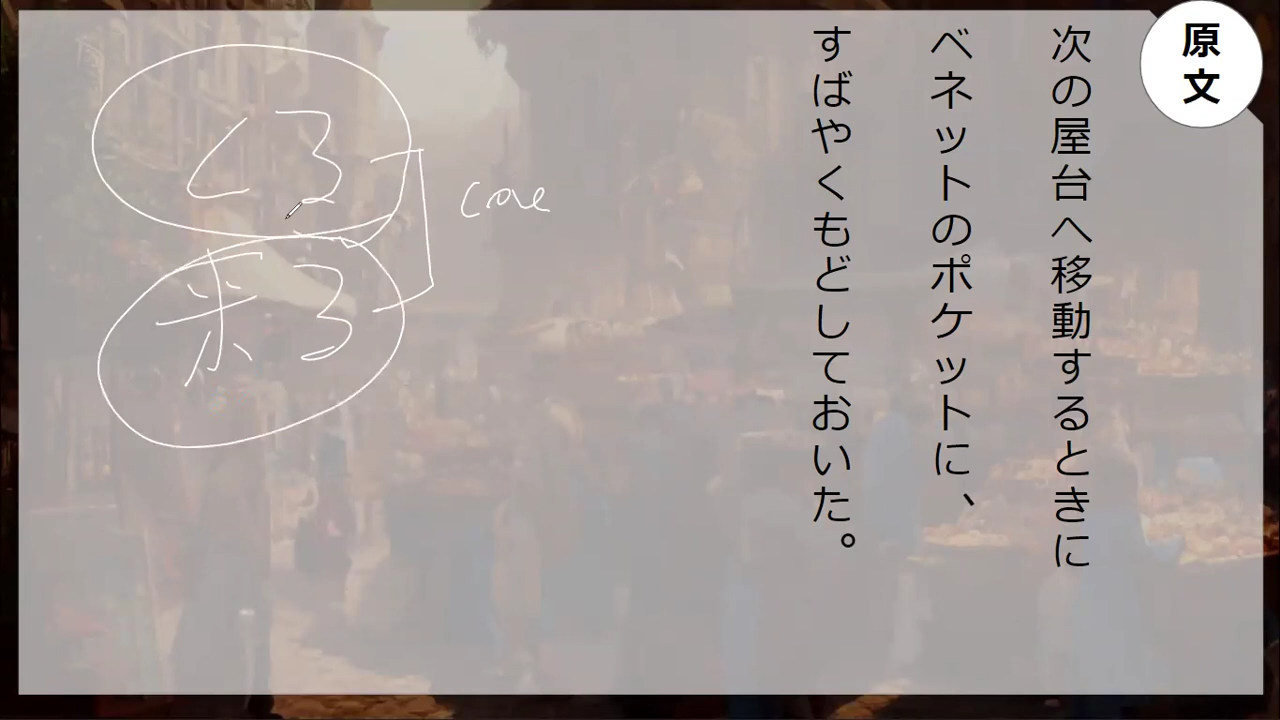 原文
次の屋台へ移動するときに
ベネットのポケットに、
すばやくもどしておいた。
くる
来る